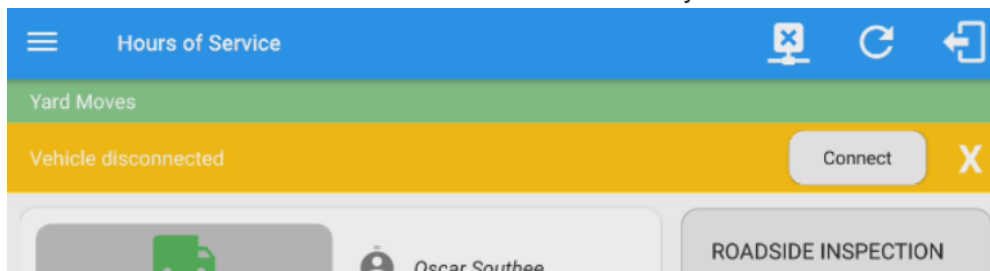 Hours of Service
Yard Moves
Vehicle disconnected
Connect
X
Oscar Southee
ROADSIDE INSPECTION